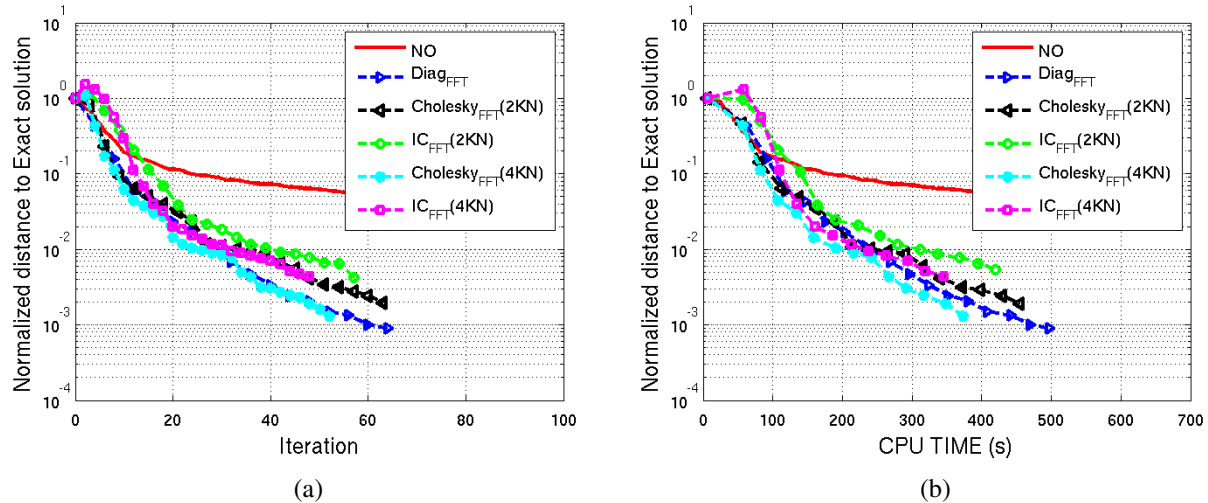 Normalized distance to Exact solution
10^1
10^0
10^-1
10^-2
10^-3
10^-4
0 20 40 60 80 100
Iteration
NO
Diag_FFT
Cholesky_FFT(2KN)
IC_FFT(2KN)
Cholesky_FFT(4KN)
IC_FFT(4KN)
(a)
Normalized distance to Exact solution
10^1
10^0
10^-1
10^-2
10^-3
10^-4
0 100 200 300 400 500 600 700
CPU TIME (s)
NO
Diag_FFT
Cholesky_FFT(2KN)
IC_FFT(2KN)
Cholesky_FFT(4KN)
IC_FFT(4KN)
(b)